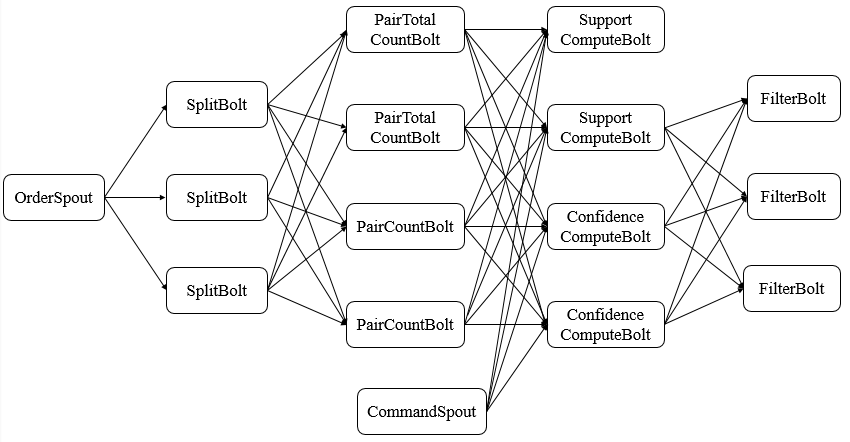 OrderSpout
SplitBolt
SplitBolt
SplitBolt
PairTotal
CountBolt
PairTotal
CountBolt
PairCountBolt
PairCountBolt
CommandSpout
Support
ComputeBolt
Support
ComputeBolt
Confidence
ComputeBolt
Confidence
ComputeBolt
FilterBolt
FilterBolt
FilterBolt